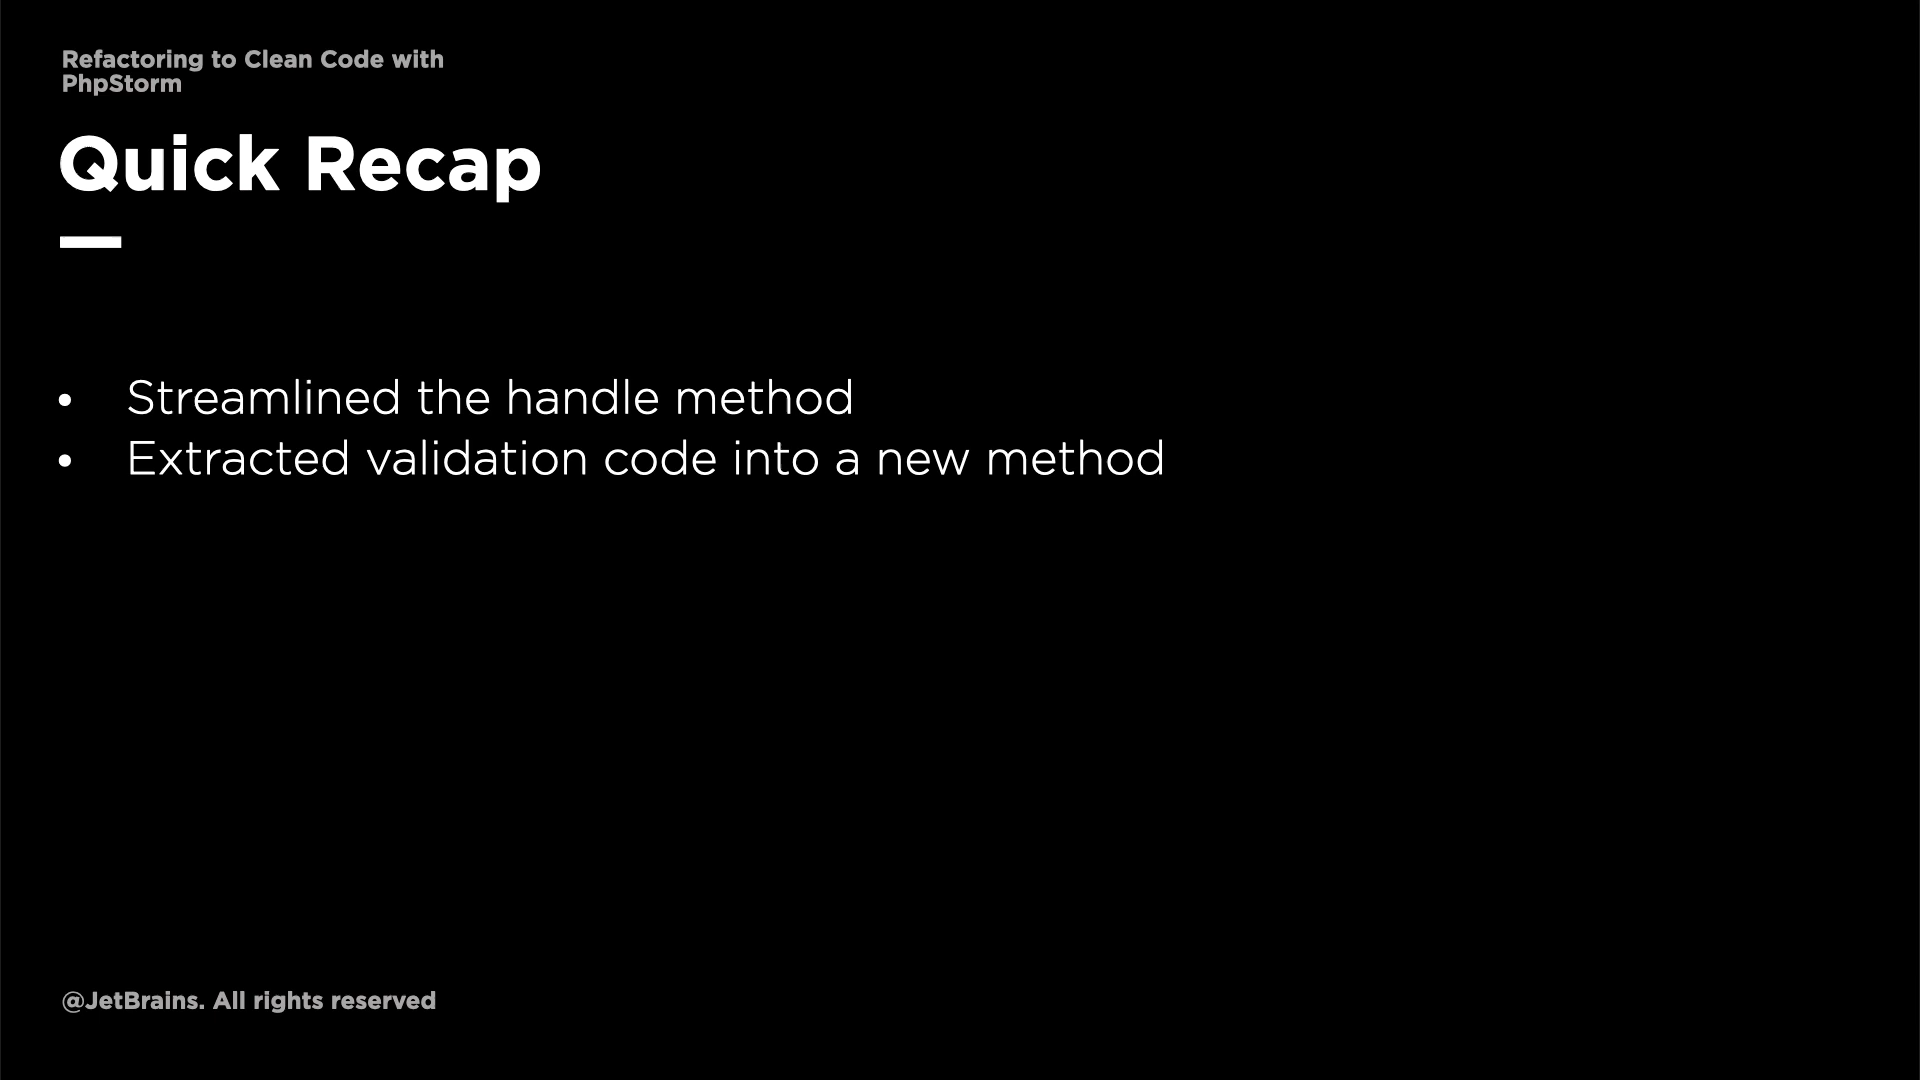 Refactoring to Clean Code with
PhpStorm
Quick Recap
• Streamlined the handle method
• Extracted validation code into a new method
@JetBrains. All rights reserved